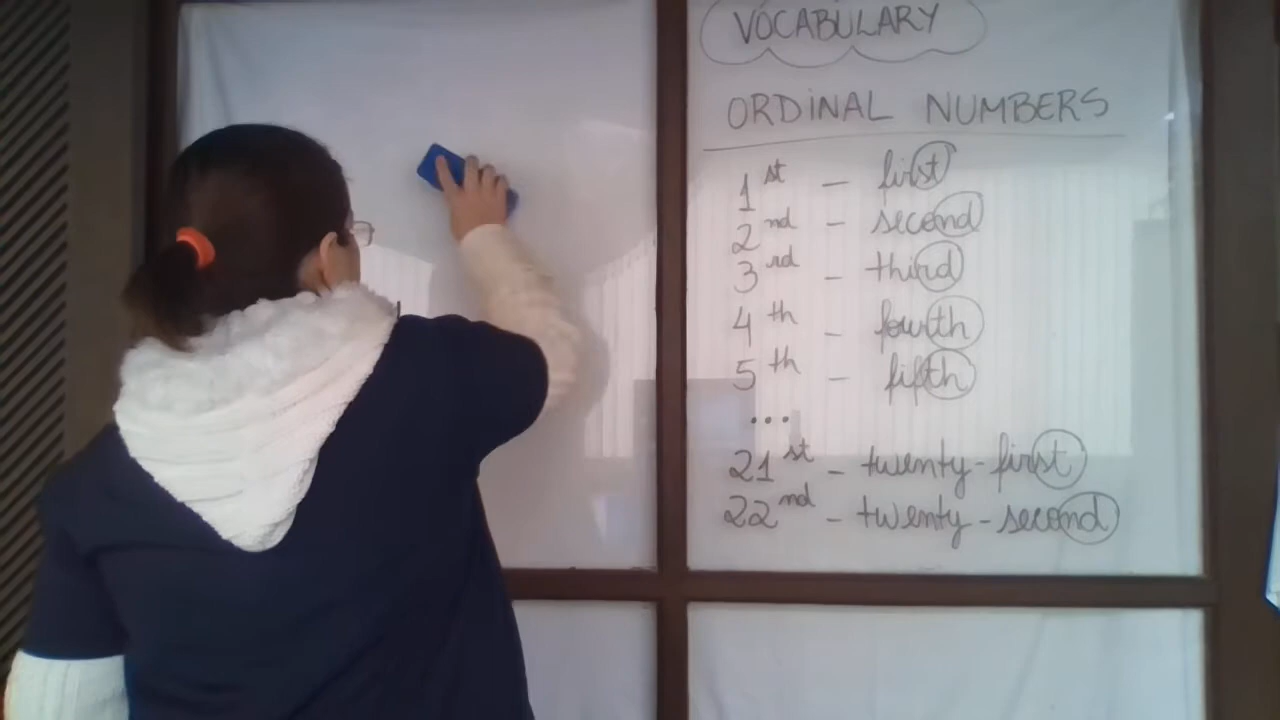 VOCABULARY
ORDINAL NUMBERS
1st - first
2nd - second
3rd - third
4th - fourth
5th - fifth
...
21st - twenty-first
22nd - twenty-second